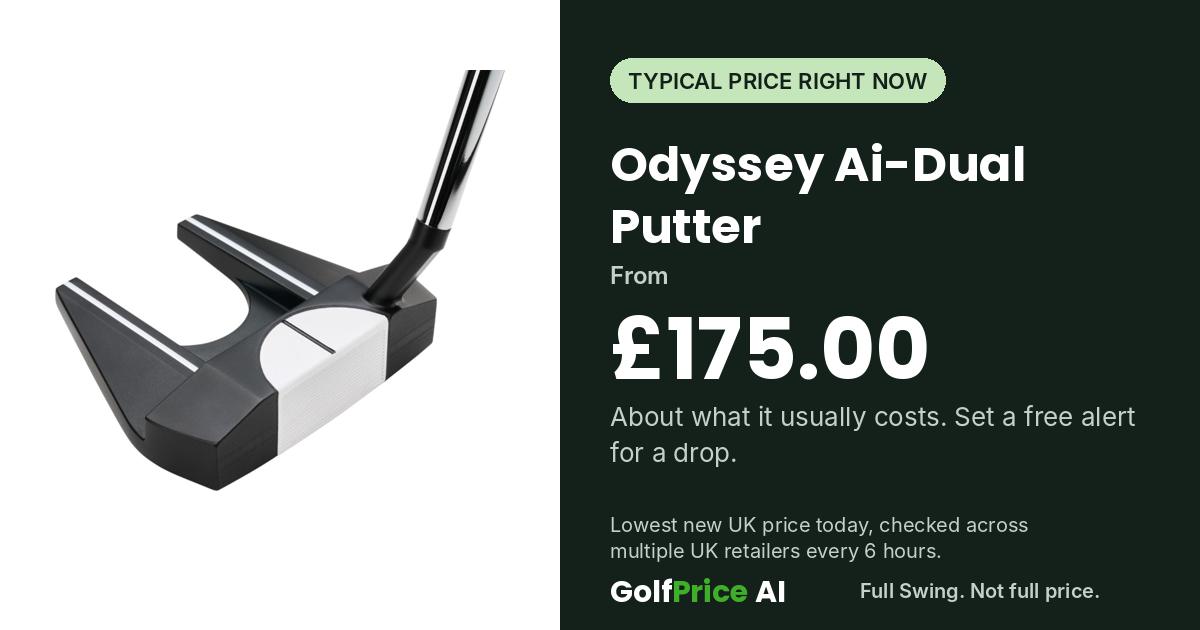 TYPICAL PRICE RIGHT NOW
Odyssey Ai-Dual
Putter
From
£175.00
About what it usually costs. Set a free alert
for a drop.
Lowest new UK price today, checked across
multiple UK retailers every 6 hours.
GolfPrice AI
Full Swing. Not full price.